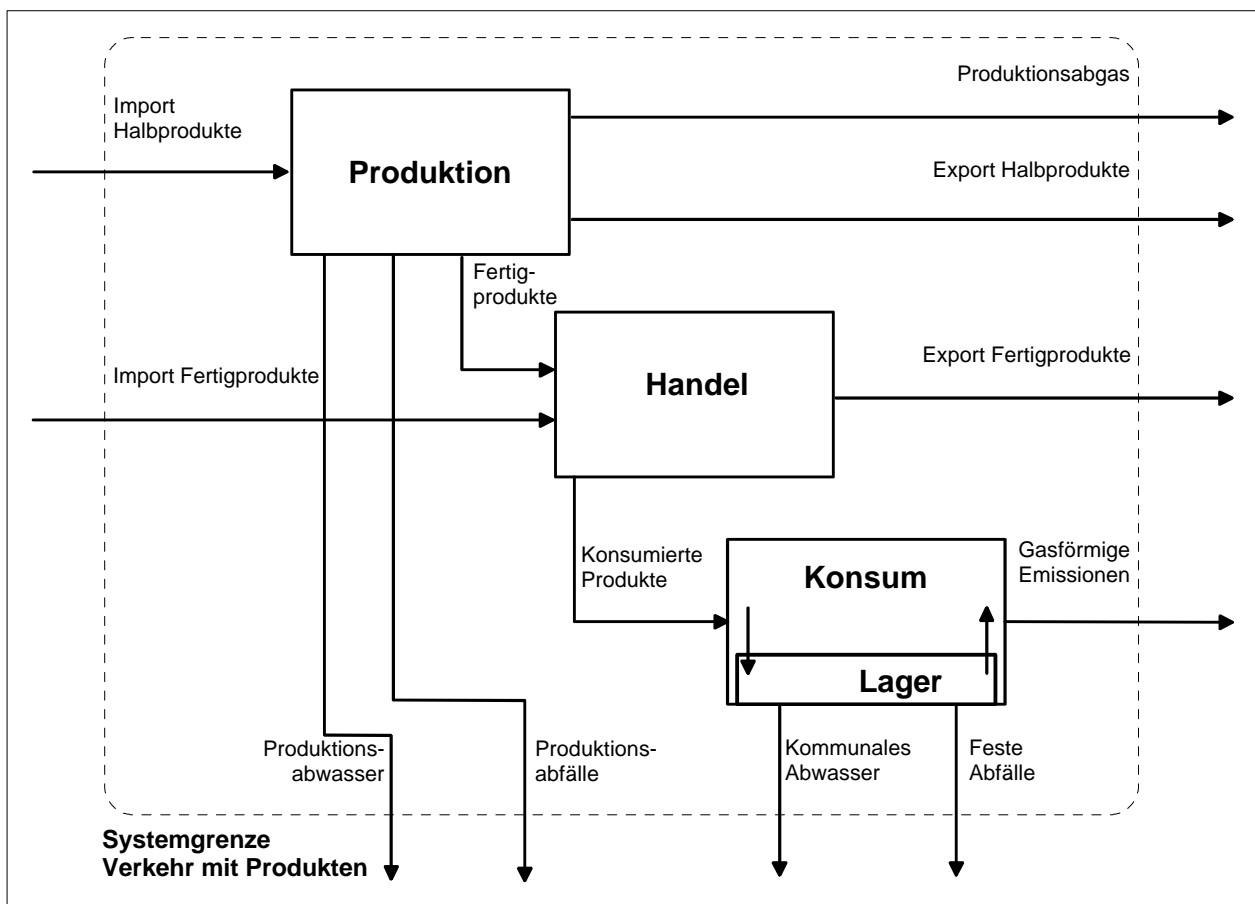 Produktionsabgas
Import
Halbprodukte
Produktion
Export Halbprodukte
Fertig-
produkte
Import Fertigprodukte
Handel
Export Fertigprodukte
Konsumierte
Produkte
Konsum
Gasförmige
Emissionen
Lager
Produktions-
abwasser
Produktions-
abfälle
Kommunales
Abwasser
Feste
Abfälle
Systemgrenze
Verkehr mit Produkten